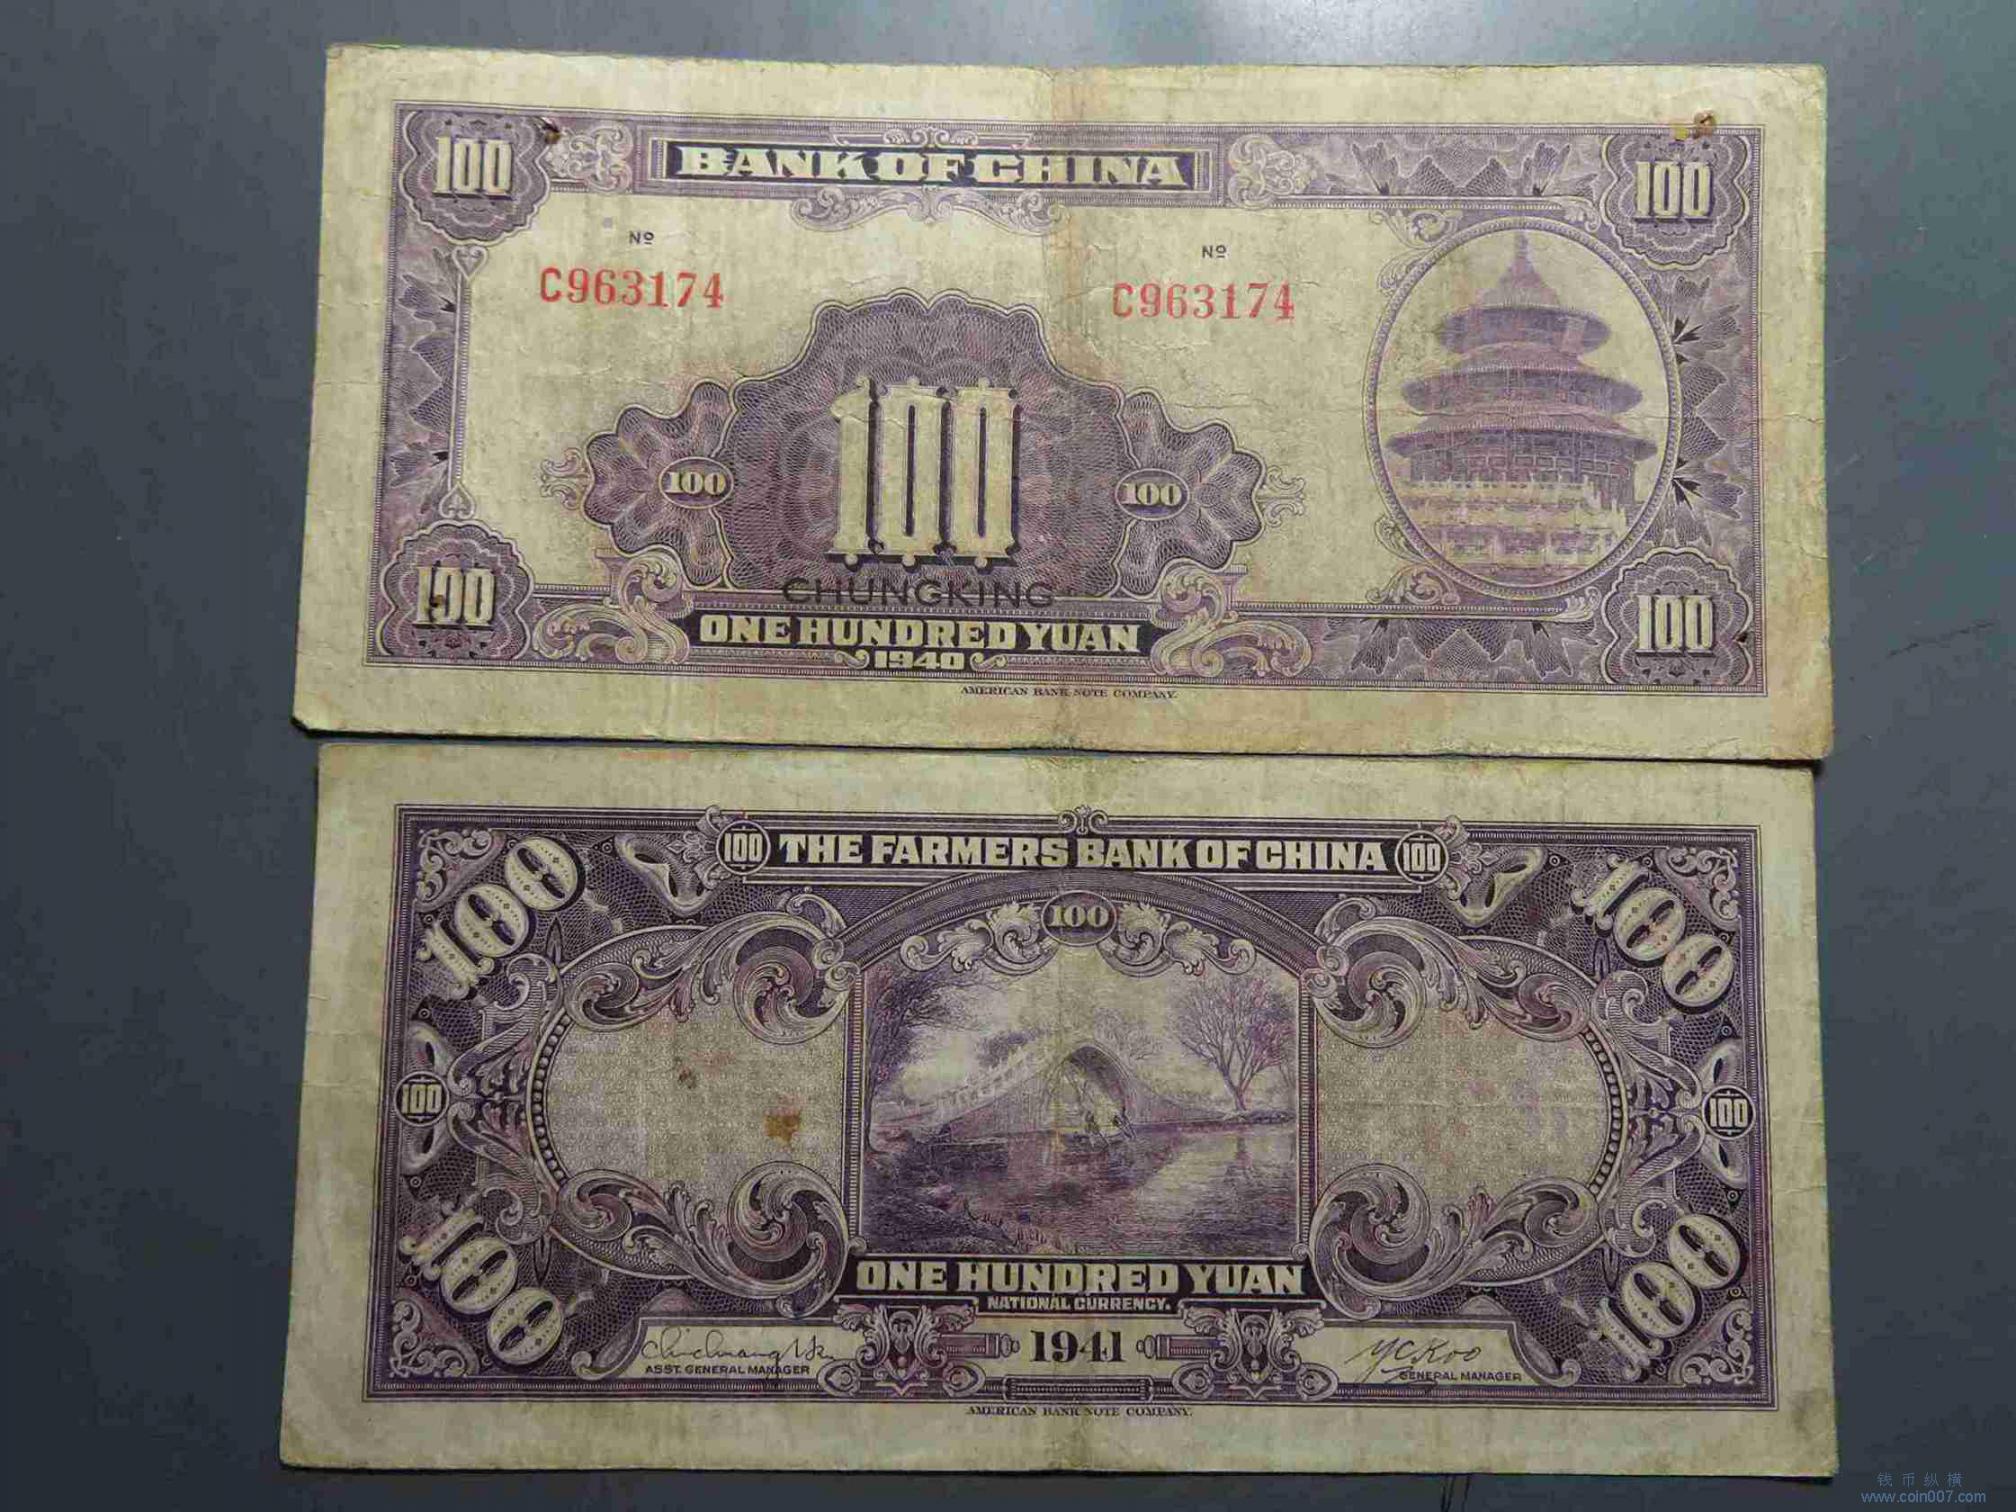 100 BANK OF CHINA 100
Nº Nº
C963174 C963174
100 100 100
CHUNGKING
100 ONE HUNDRED YUAN 100
1940
AMERICAN BANK NOTE COMPANY.
100 THE FARMERS BANK OF CHINA 100
100 100 100
100 100
100 ONE HUNDRED YUAN 100
NATIONAL CURRENCY.
1941
ASST. GENERAL MANAGER
Y C Koo
GENERAL MANAGER
AMERICAN BANK NOTE COMPANY.
钱币纵横
www.coin007.com